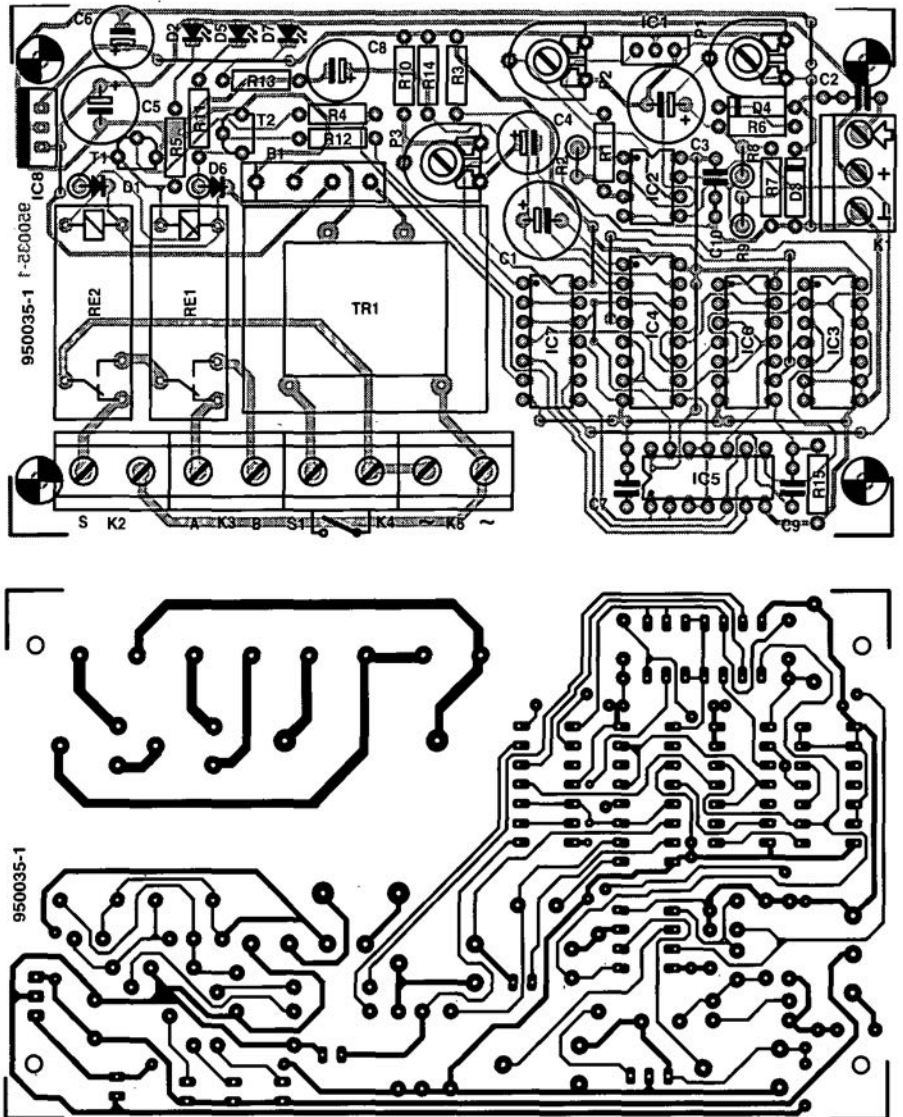 C6
D2
D5
D7
IC1
P1
C8
R10
R14
R3
P2
C2
R13
C5
R11
R4
T2
R12
D4
R6
C4
P3
R5
T1
B1
R2
R1
C3
R8
IC2
R7
D3
IC8
D1
D6
C10
R9
K1
+
C1
950035-1
950035-1
RE2
RE1
TR1
IC7
IC4
IC6
IC3
IC5
C7
R15
C9
S K2 A K3 B S1 K4 ~ K5 ~
950035-1